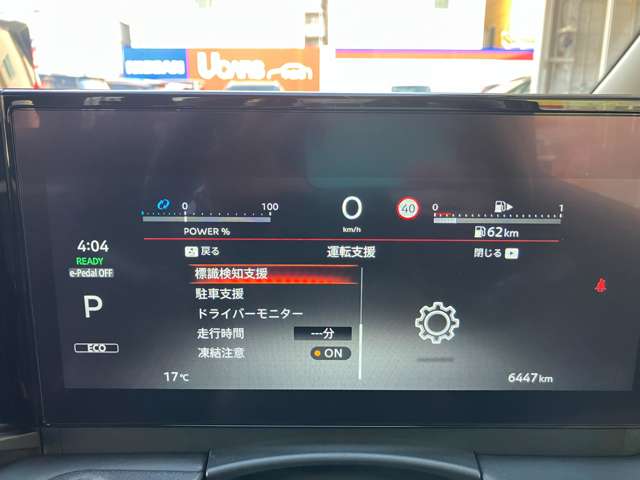 NISSAN UCARS
0 100
POWER %
0
km/h
40
0 1
62km
4:04
READY
e-Pedal OFF
P
ECO
戻る 運転支援 閉じる
標識検知支援
駐車支援
ドライバーモニター
走行時間 ---分
凍結注意 ON
17℃
6447km